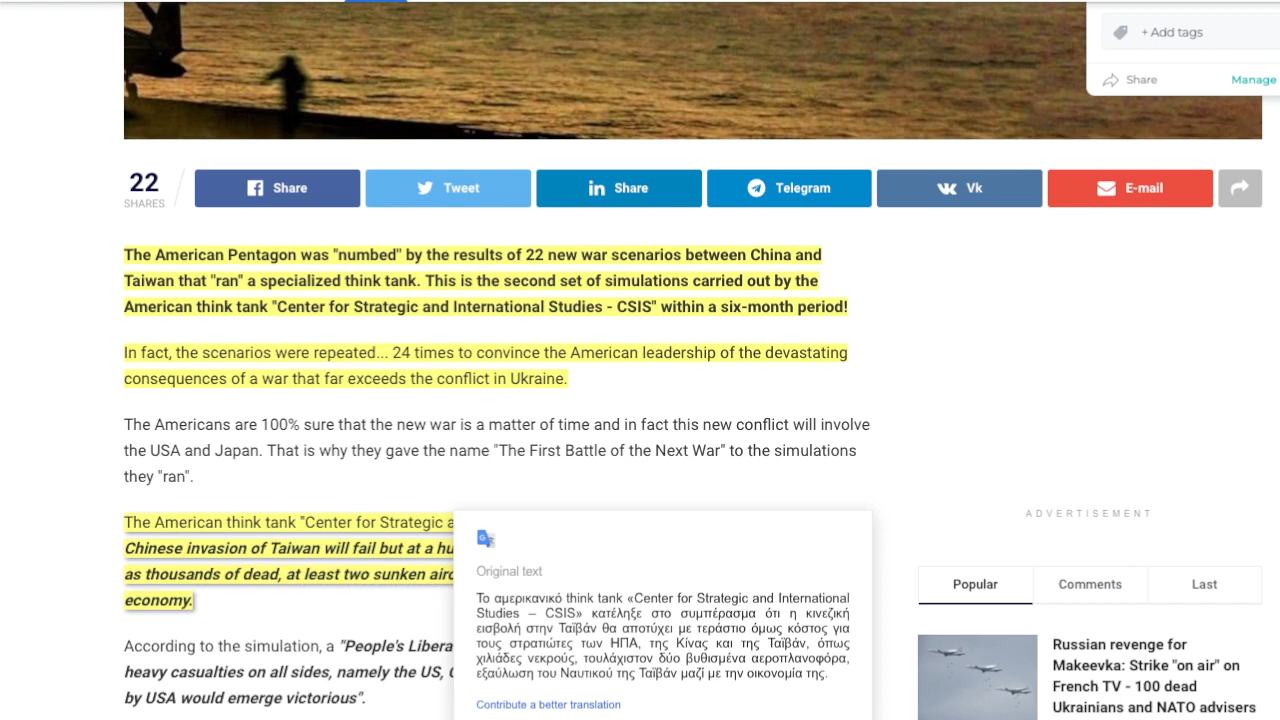 + Add tags
Share
Manage
22
SHARES
Share
Tweet
Share
Telegram
Vk
E-mail
The American Pentagon was "numbed" by the results of 22 new war scenarios between China and
Taiwan that "ran" a specialized think tank. This is the second set of simulations carried out by the
American think tank "Center for Strategic and International Studies - CSIS" within a six-month period!
In fact, the scenarios were repeated... 24 times to convince the American leadership of the devastating
consequences of a war that far exceeds the conflict in Ukraine.
The Americans are 100% sure that the new war is a matter of time and in fact this new conflict will involve
the USA and Japan. That is why they gave the name "The First Battle of the Next War" to the simulations
they "ran".
The American think tank "Center for Strategic a
Chinese invasion of Taiwan will fail but at a hu
as thousands of dead, at least two sunken airc
economy.
According to the simulation, a "People's Libera
heavy casualties on all sides, namely the US, C
by USA would emerge victorious".
Original text
Το αμερικανικό think tank «Center for Strategic and International
Studies – CSIS» κατέληξε στο συμπέρασμα ότι η κινεζική
εισβολή στην Ταϊβάν θα αποτύχει με τεράστιο όμως κόστος για
τους στρατιώτες των ΗΠΑ, της Κίνας και της Ταϊβάν, όπως
χιλιάδες νεκρούς, τουλάχιστον δύο βυθισμένα αεροπλανοφόρα,
εξαύλωση του Ναυτικού της Ταϊβάν μαζί με την οικονομία της.
Contribute a better translation
ADVERTISEMENT
Popular
Comments
Last
Russian revenge for
Makeevka: Strike "on air" on
French TV - 100 dead
Ukrainians and NATO advisers